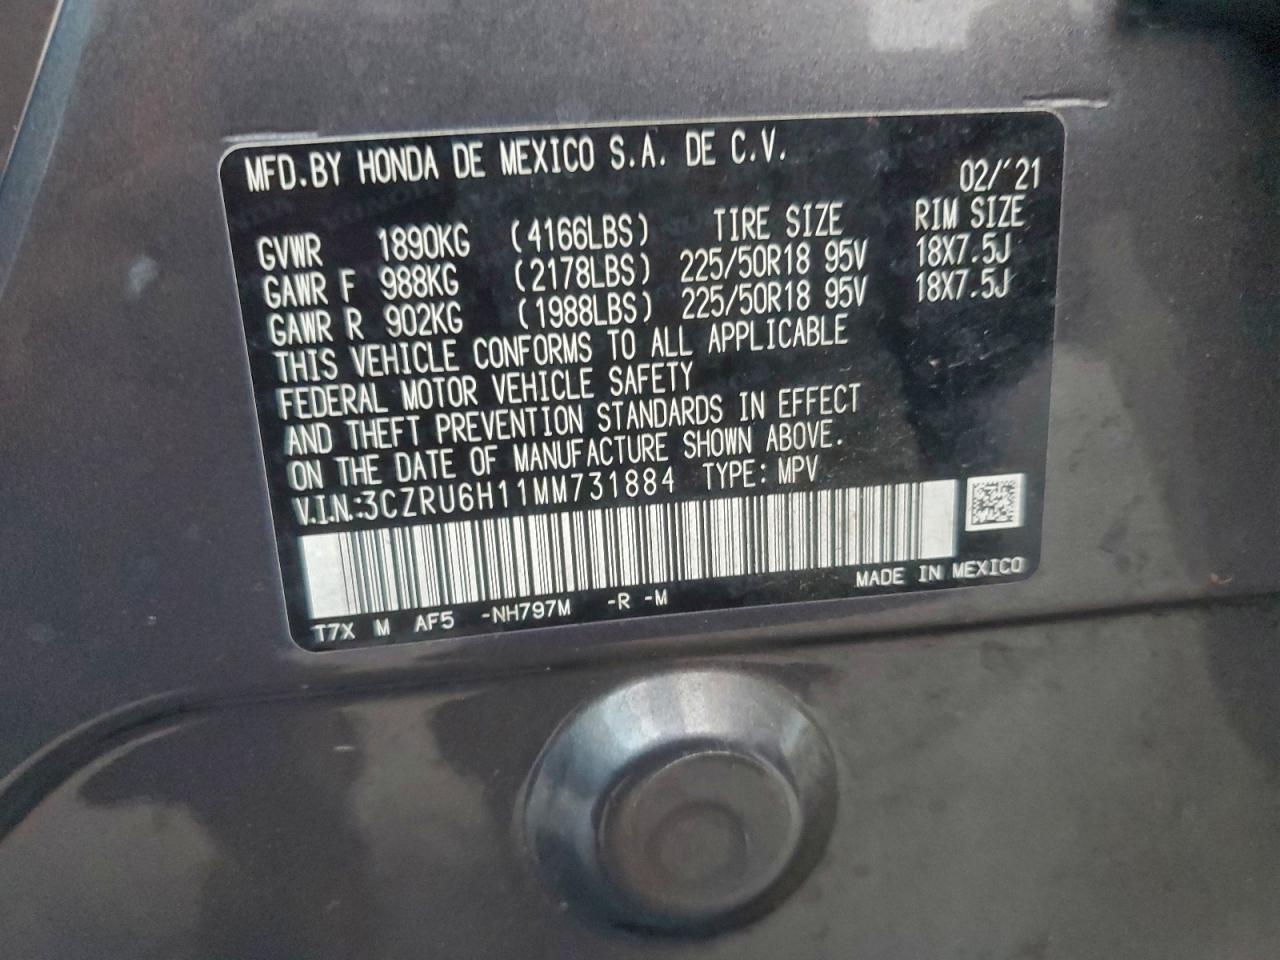 MFD. BY HONDA DE MEXICO S.A. DE C.V.
02/'21
GVWR 1890KG (4166LBS) TIRE SIZE RIM SIZE
GAWR F 988KG (2178LBS) 225/50R18 95V 18X7.5J
GAWR R 902KG (1988LBS) 225/50R18 95V 18X7.5J
THIS VEHICLE CONFORMS TO ALL APPLICABLE
FEDERAL MOTOR VEHICLE SAFETY
AND THEFT PREVENTION STANDARDS IN EFFECT
ON THE DATE OF MANUFACTURE SHOWN ABOVE.
V.I.N.:3CZRU6H11MM731884 TYPE: MPV
MADE IN MEXICO
T7X M AF5 -NH797M -R -M